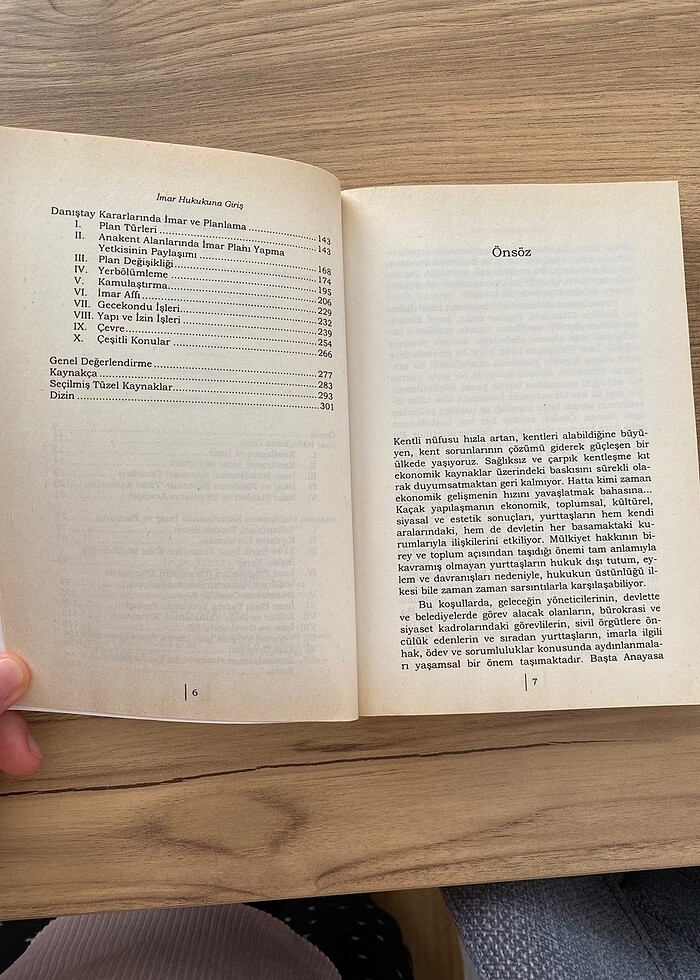 İmar Hukukuna Giriş
Danıştay Kararlarında İmar ve Planlama ..................... 143
I. Plan Türleri ................................................ 143
II. Anakent Alanlarında İmar Planı Yapma
Yetkisinin Paylaşımı ..................................... 168
III. Plan Değişikliği ............................................ 174
IV. Yerbölümleme ............................................. 195
V. Kamulaştırma .............................................. 206
VI. İmar Affı ..................................................... 229
VII. Gecekondu İşleri .......................................... 232
VIII. Yapı ve İzin İşleri ......................................... 239
IX. Çevre ......................................................... 254
X. Çeşitli Konular ............................................ 266
Genel Değerlendirme ............................................ 277
Kaynakça ........................................................... 283
Seçilmiş Tüzel Kaynaklar ....................................... 293
Dizin ................................................................. 301
6
Önsöz
Kentli nüfusu hızla artan, kentleri alabildiğine büyü-
yen, kent sorunlarının çözümü giderek güçleşen bir
ülkede yaşıyoruz. Sağlıksız ve çarpık kentleşme kıt
ekonomik kaynaklar üzerindeki baskısını sürekli ola-
rak duyumsatmaktan geri kalmıyor. Hatta kimi zaman
ekonomik gelişmenin hızını yavaşlatmak bahasına...
Kaçak yapılaşmanın ekonomik, toplumsal, kültürel,
siyasal ve estetik sonuçları, yurttaşların hem kendi
aralarındaki, hem de devletin her basamaktaki ku-
rumlarıyla ilişkilerini etkiliyor. Mülkiyet hakkının bi-
rey ve toplum açısından taşıdığı önemi tam anlamıyla
kavramış olmayan yurttaşların hukuk dışı tutum, ey-
lem ve davranışları nedeniyle, hukukun üstünlüğü il-
kesi bile zaman zaman sarsıntılarla karşılaşabiliyor.
Bu koşullarda, geleceğin yöneticilerinin, devlette
ve belediyelerde görev alacak olanların, bürokrasi ve
siyaset kadrolarındaki görevlilerin, sivil örgütlere ön-
cülük edenlerin ve sıradan yurttaşların, imarla ilgili
hak, ödev ve sorumluluklar konusunda aydınlanmala-
rı yaşamsal bir önem taşımaktadır. Başta Anayasa
7